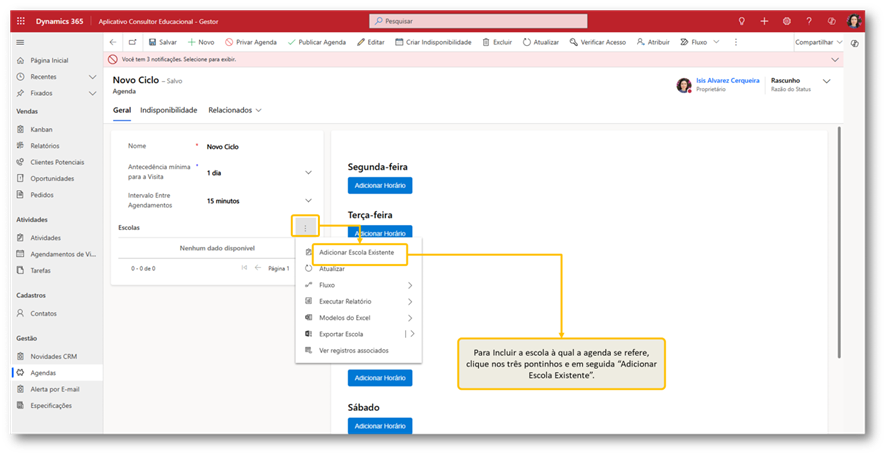 Dynamics 365 Aplicativo Consultor Educacional - Gestor Pesquisar
Salvar Novo Privar Agenda Publicar Agenda Editar Criar Indisponibilidade Excluir Atualizar Verificar Acesso Atribuir Fluxo Compartilhar
Você tem 3 notificações. Selecione para exibir.
Página Inicial
Recentes
Fixados
Vendas
Kanban
Relatórios
Clientes Potenciais
Oportunidades
Pedidos
Atividades
Atividades
Agendamentos de Vi...
Tarefas
Cadastros
Contatos
Gestão
Novidades CRM
Agendas
Alerta por E-mail
Especificações
Novo Ciclo - Salvo
Agenda
Isis Alvarez Cerqueira
Proprietário
Rascunho
Razão do Status
Geral Indisponibilidade Relacionados
Nome * Novo Ciclo
Antecedência mínima * 1 dia
para a Visita
Intervalo Entre 15 minutos
Agendamentos
Escolas
Nenhum dado disponível
0 - 0 de 0 Página 1
Adicionar Escola Existente
Atualizar
Fluxo
Executar Relatório
Modelos do Excel
Exportar Escola
Ver registros associados
Segunda-feira
Adicionar Horário
Terça-feira
Adicionar Horário
Para Incluir a escola à qual a agenda se refere,
clique nos três pontinhos e em seguida “Adicionar
Escola Existente”.
Adicionar Horário
Sábado
Adicionar Horário